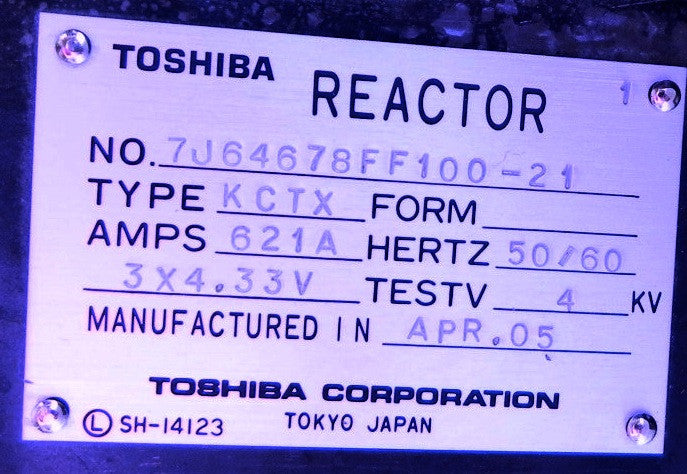 TOSHIBA REACTOR 1
NO. 7J64678FF100-21
TYPE KCTX FORM
AMPS 621A HERTZ 50/60
3X4.33V TESTV 4 KV
MANUFACTURED IN APR.05
TOSHIBA CORPORATION
Ⓛ SH-14123 TOKYO JAPAN